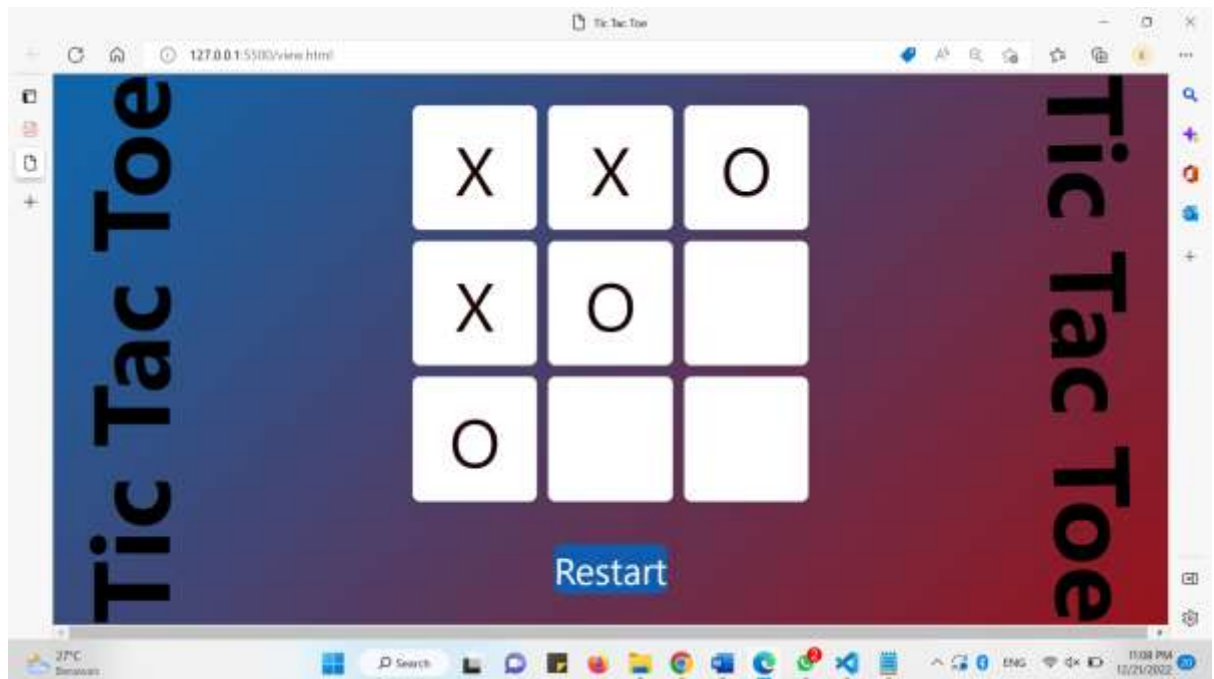 Tic Tac Toe
127.0.0.1:5500/view.html
Tic Tac Toe
X X O
X O
O
Restart
Tic Tac Toe
27°C
Search
ENG
11:08 PM
12/21/2022